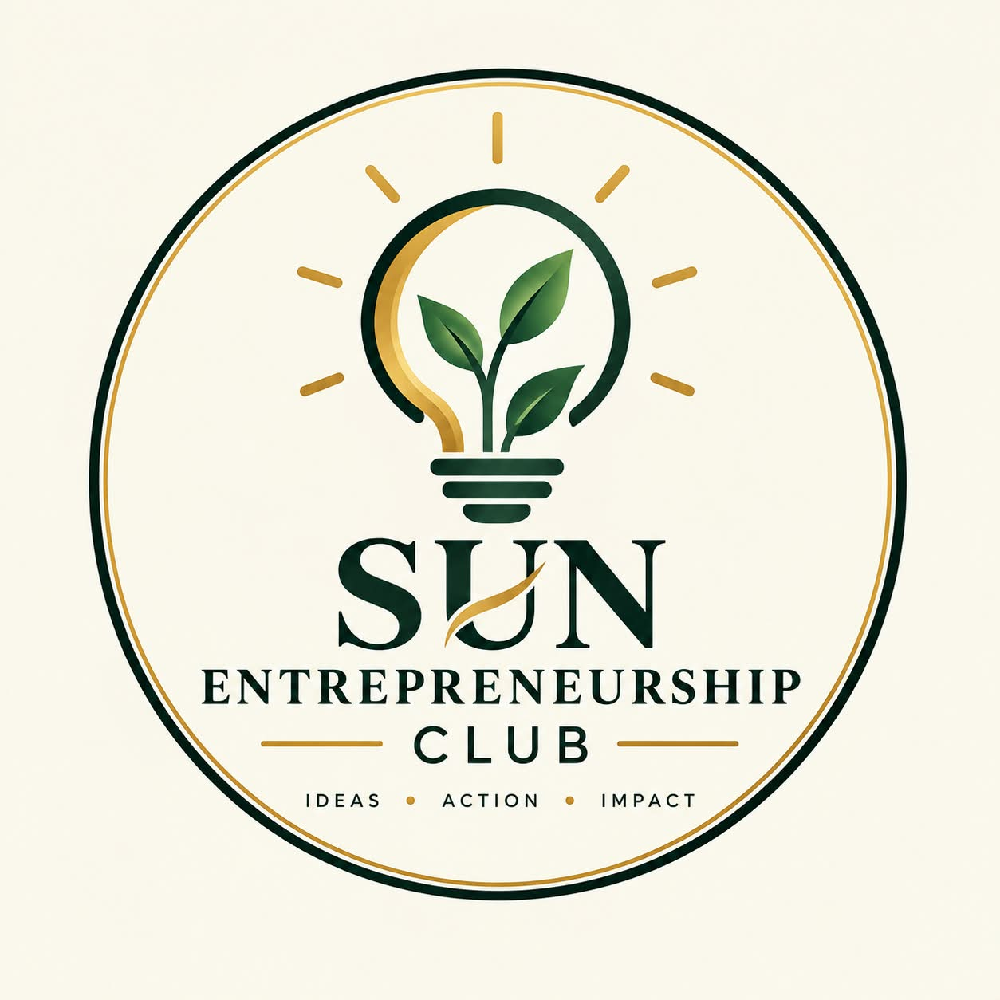 SUN
ENTREPRENEURSHIP
CLUB
IDEAS • ACTION • IMPACT